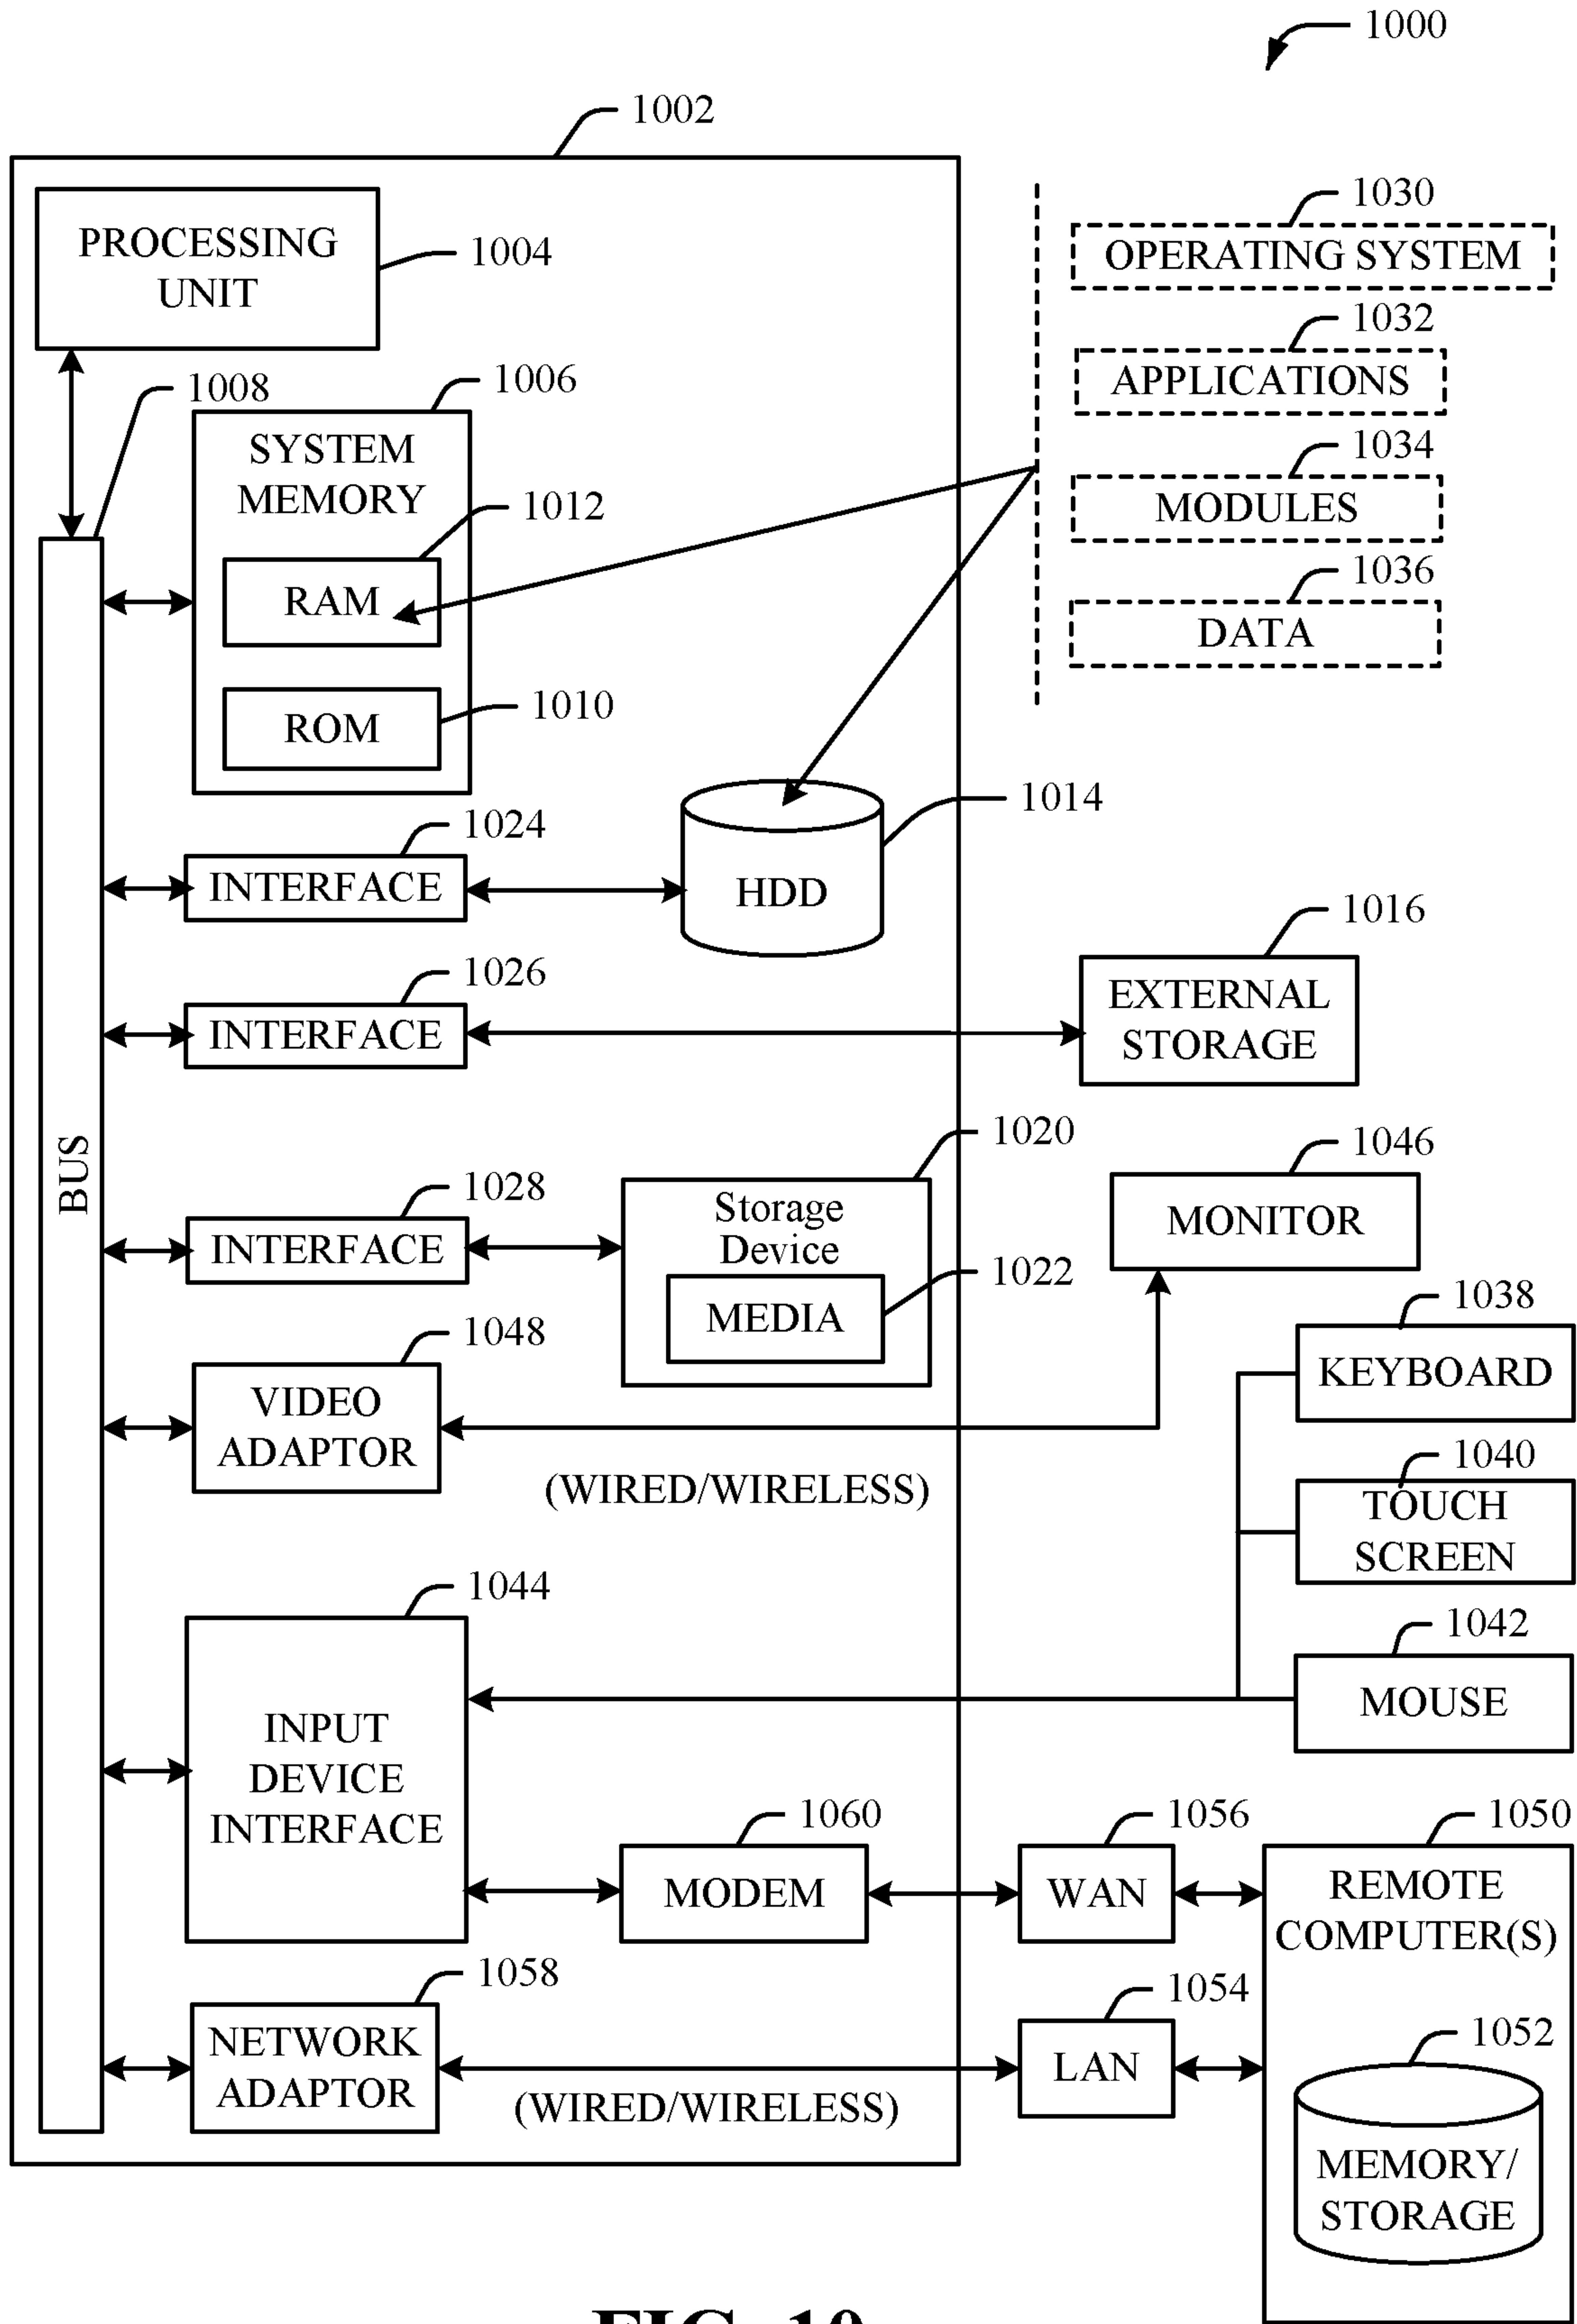 1000
1002
PROCESSING
UNIT
1004
1030
OPERATING SYSTEM
1032
APPLICATIONS
1034
MODULES
1036
DATA
1008
1006
SYSTEM
MEMORY
1012
RAM
1010
ROM
1014
HDD
1024
INTERFACE
1016
EXTERNAL
STORAGE
1026
INTERFACE
BUS
1020
Storage
Device
1022
MEDIA
1028
INTERFACE
1046
MONITOR
1048
VIDEO
ADAPTOR
(WIRED/WIRELESS)
1038
KEYBOARD
1040
TOUCH
SCREEN
1042
MOUSE
1044
INPUT
DEVICE
INTERFACE
1060
MODEM
1056
WAN
1050
REMOTE
COMPUTER(S)
1058
NETWORK
ADAPTOR
(WIRED/WIRELESS)
1054
LAN
1052
MEMORY/
STORAGE
FIG. 10